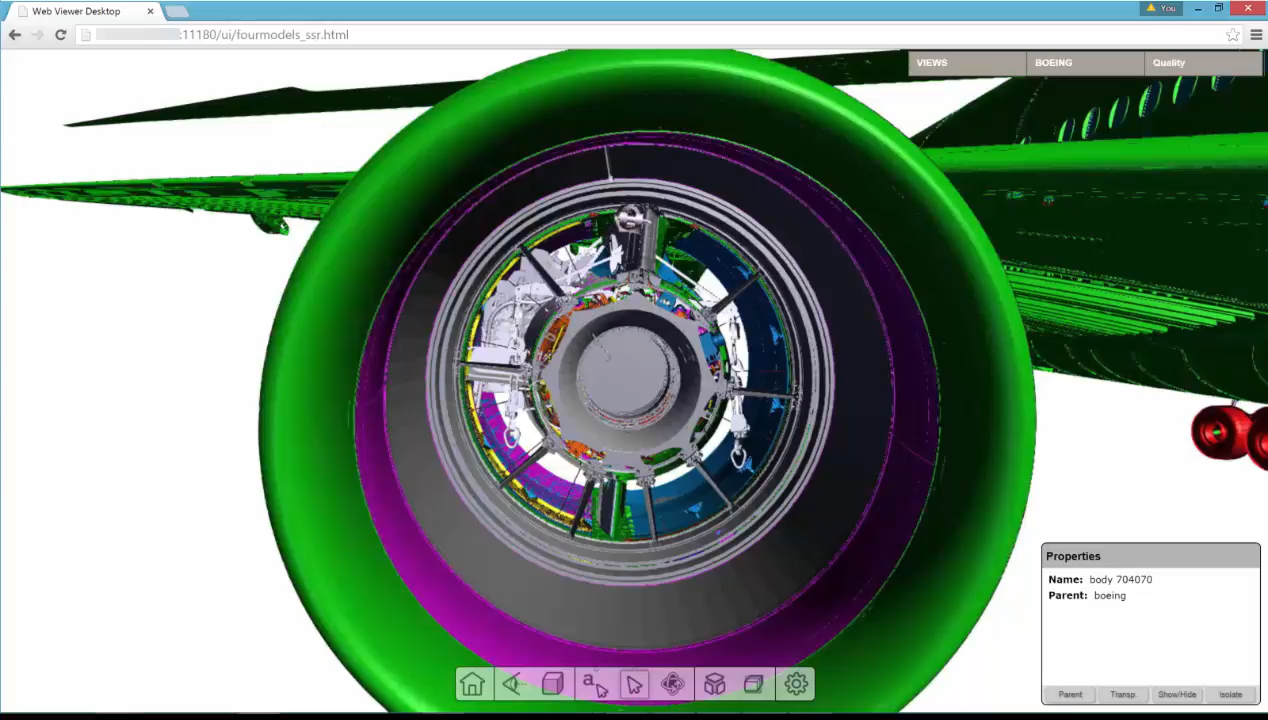 Web Viewer Desktop
You
:11180/ui/fourmodels_ssr.html
VIEWS BOEING Quality
Properties
Name: body 704070
Parent: boeing
a
Parent Transp. Show/Hide Isolate